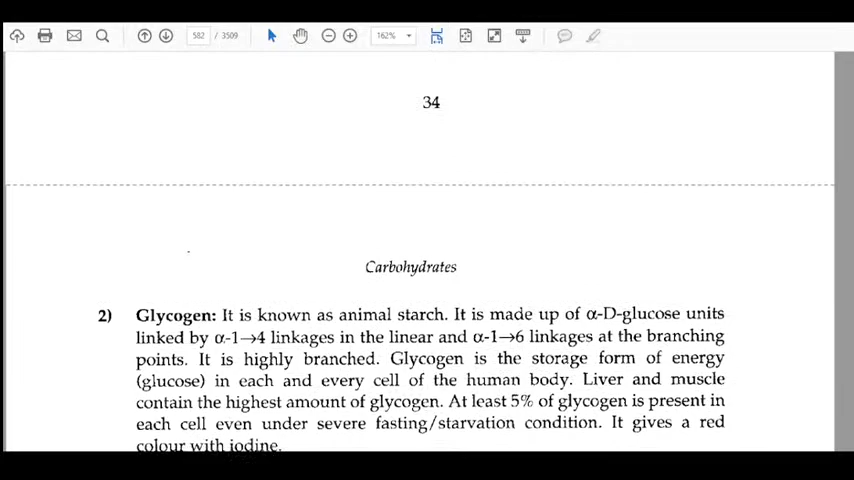 582 / 3509 162%
34
Carbohydrates
2) Glycogen: It is known as animal starch. It is made up of α-D-glucose units
linked by α-1→4 linkages in the linear and α-1→6 linkages at the branching
points. It is highly branched. Glycogen is the storage form of energy
(glucose) in each and every cell of the human body. Liver and muscle
contain the highest amount of glycogen. At least 5% of glycogen is present in
each cell even under severe fasting/starvation condition. It gives a red
colour with iodine.